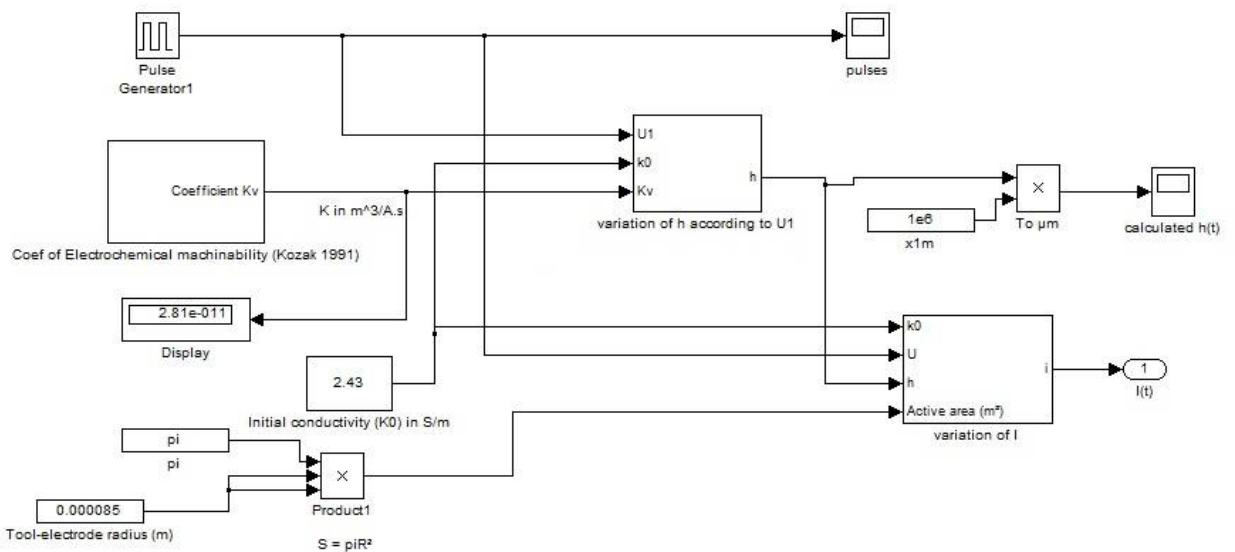 Pulse
Generator1
pulses
U1
k0
Kv
h
variation of h according to U1
Coefficient Kv
K in m^3/A.s
Coef of Electrochemical machinability (Kozak 1991)
1e6
x1m
×
To µm
calculated h(t)
2.81e-011
Display
2.43
Initial conductivity (K0) in S/m
k0
U
h
Active area (m²)
i
variation of I
1
I(t)
pi
pi
×
Product1
0.000085
Tool-electrode radius (m)
S = piR²